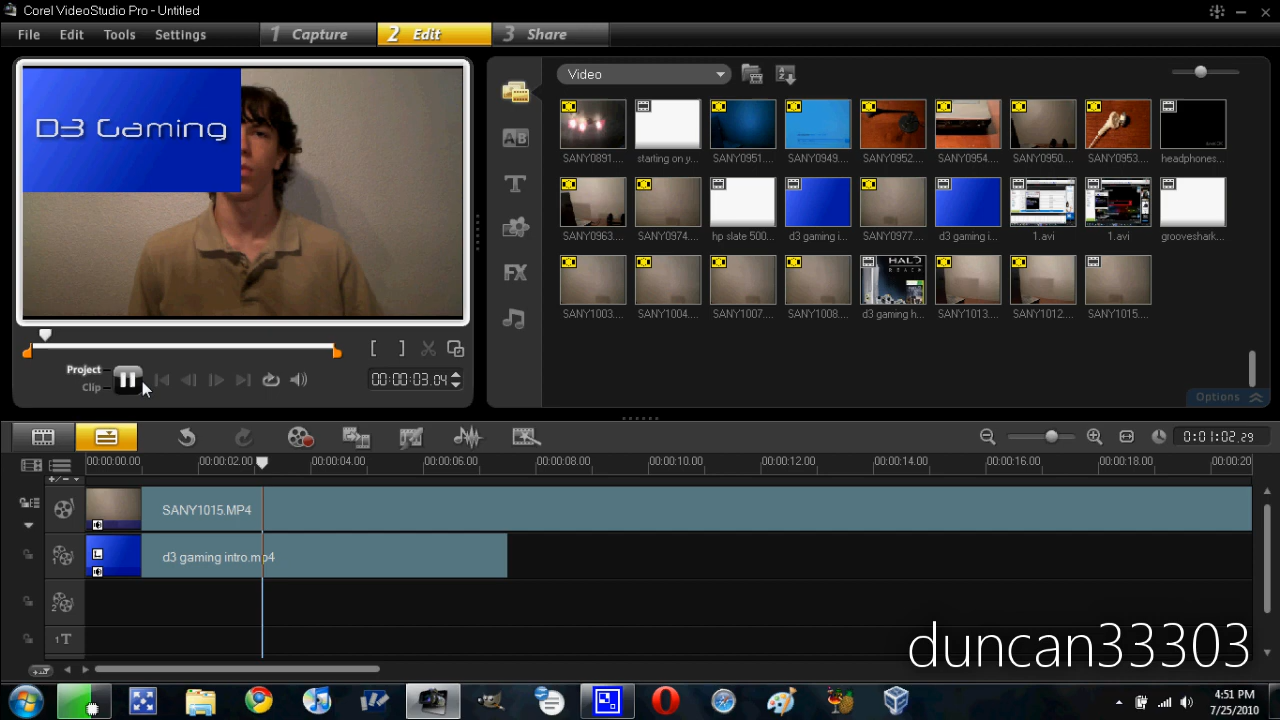 Corel VideoStudio Pro - Untitled
File Edit Tools Settings 1 Capture 2 Edit 3 Share
D3 Gaming
Video
SANY0891.... starting on y... SANY0951.... SANY0949.... SANY0952.... SANY0954.... SANY0950.... SANY0953.... headphones...
SANY0963.... SANY0974.... hp slate 500... d3 gaming i... SANY0977.... d3 gaming i... 1.avi 1.avi grooveshark...
SANY1003.... SANY1004.... SANY1007.... SANY1008.... d3 gaming h... SANY1013.... SANY1012.... SANY1015....
HALO
REACH
AB
T
FX
Project
Clip
[ ]
00:00:03.04
Options
0:01:02.29
00:00:00.00 00:00:02.00 00:00:04.00 00:00:06.00 00:00:08.00 00:00:10.00 00:00:12.00 00:00:14.00 00:00:16.00 00:00:18.00 00:00:20
SANY1015.MP4
1 d3 gaming intro.mp4
2
1T
duncan33303
4:51 PM
7/25/2010